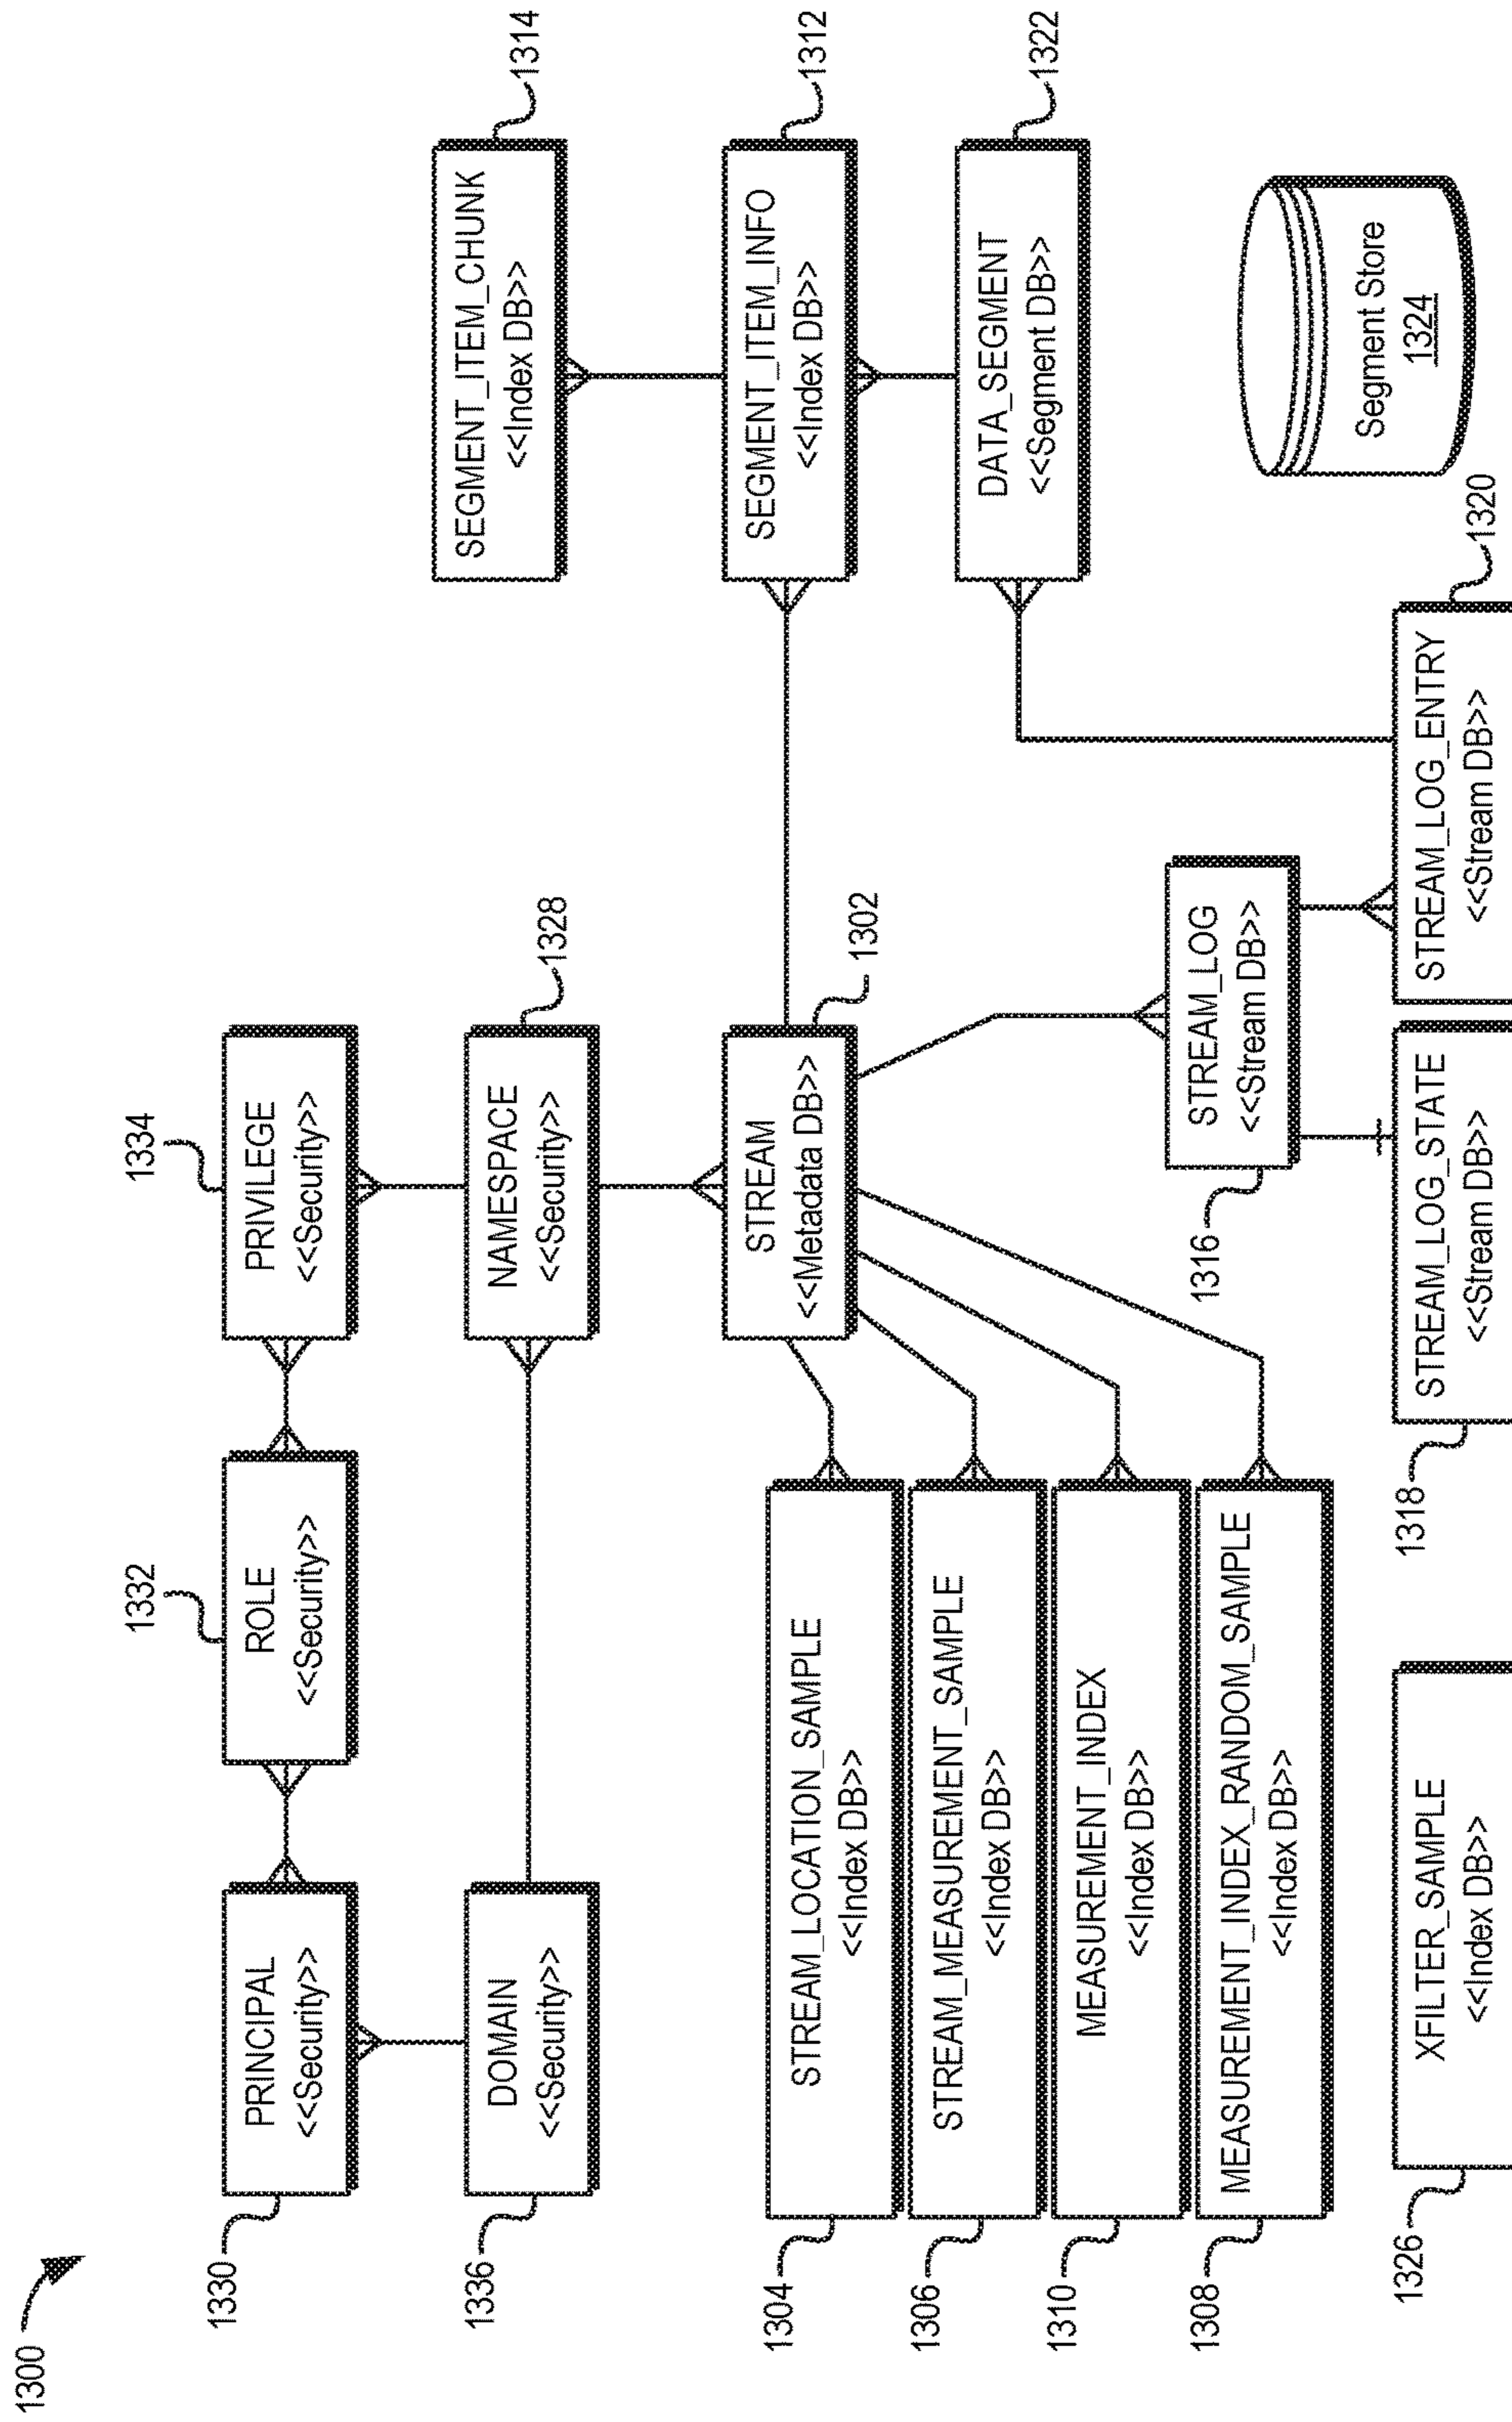 1300
1334
1332
1330
PRINCIPAL
<<Security>>
ROLE
<<Security>>
PRIVILEGE
<<Security>>
SEGMENT_ITEM_CHUNK
<<Index DB>>
1314
1336
DOMAIN
<<Security>>
NAMESPACE
<<Security>>
1328
STREAM
<<Metadata DB>>
1302
SEGMENT_ITEM_INFO
<<Index DB>>
1312
1304
STREAM_LOCATION_SAMPLE
<<Index DB>>
1306
STREAM_MEASUREMENT_SAMPLE
<<Index DB>>
DATA_SEGMENT
<<Segment DB>>
1322
1310
MEASUREMENT_INDEX
<<Index DB>>
1308
MEASUREMENT_INDEX_RANDOM_SAMPLE
<<Index DB>>
1316
STREAM_LOG
<<Stream DB>>
Segment Store
1324
1326
XFILTER_SAMPLE
<<Index DB>>
1318
STREAM_LOG_STATE
<<Stream DB>>
STREAM_LOG_ENTRY
<<Stream DB>>
1320